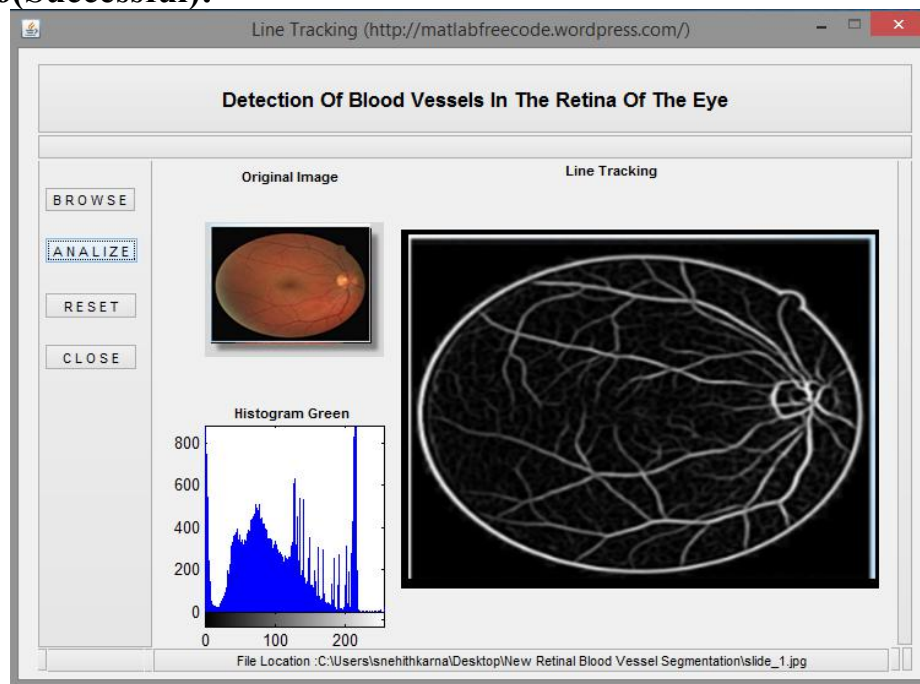 (Successful).
Line Tracking (http://matlabfreecode.wordpress.com/)
Detection Of Blood Vessels In The Retina Of The Eye
Original Image
Line Tracking
BROWSE
ANALIZE
RESET
CLOSE
Histogram Green
800
600
400
200
0
0 100 200
File Location :C:\Users\snehithkarna\Desktop\New Retinal Blood Vessel Segmentation\slide_1.jpg